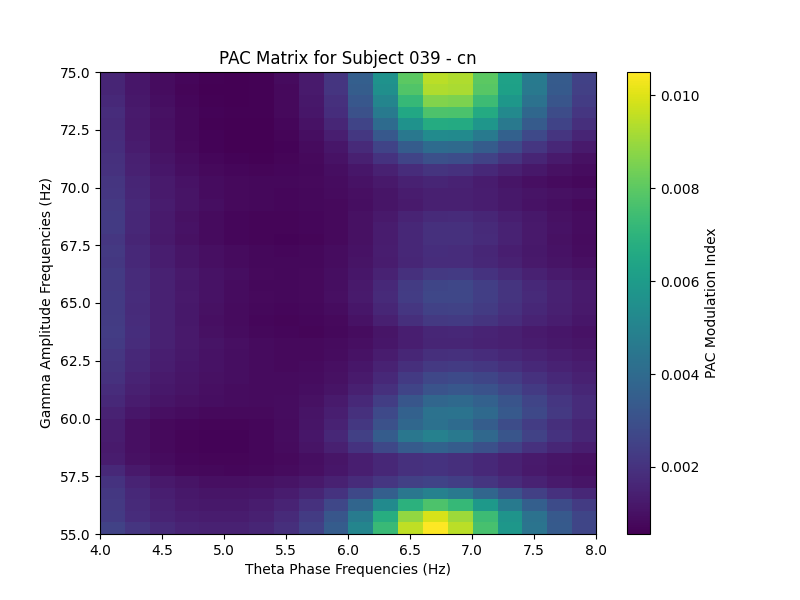 PAC Matrix for Subject 039 - cn
75.0
72.5
70.0
67.5
65.0
62.5
60.0
57.5
55.0
Gamma Amplitude Frequencies (Hz)
4.0 4.5 5.0 5.5 6.0 6.5 7.0 7.5 8.0
Theta Phase Frequencies (Hz)
0.010
0.008
0.006
0.004
0.002
PAC Modulation Index